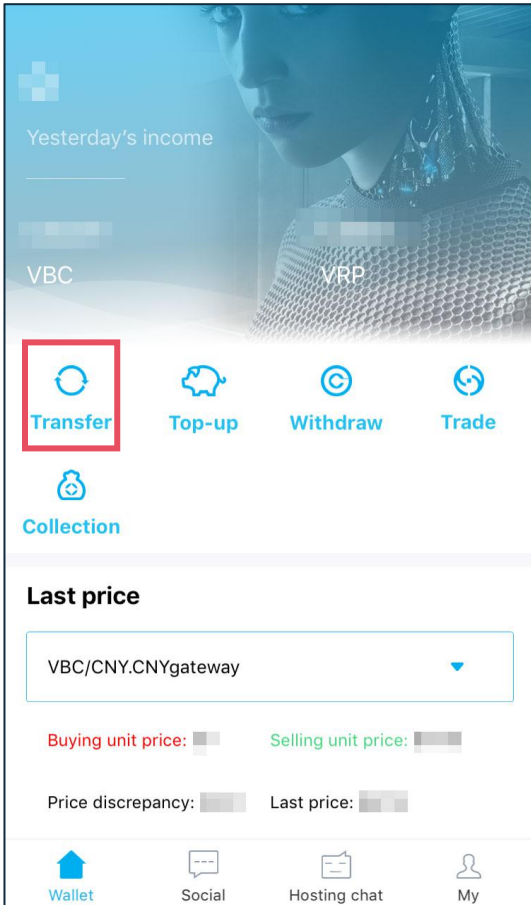 Yesterday's income
VBC VRP
Transfer Top-up Withdraw Trade
Collection
Last price
VBC/CNY.CNYgateway
Buying unit price: Selling unit price:
Price discrepancy: Last price:
Wallet Social Hosting chat My